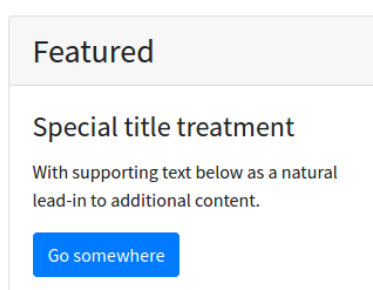 Featured
Special title treatment
With supporting text below as a natural
lead-in to additional content.
Go somewhere